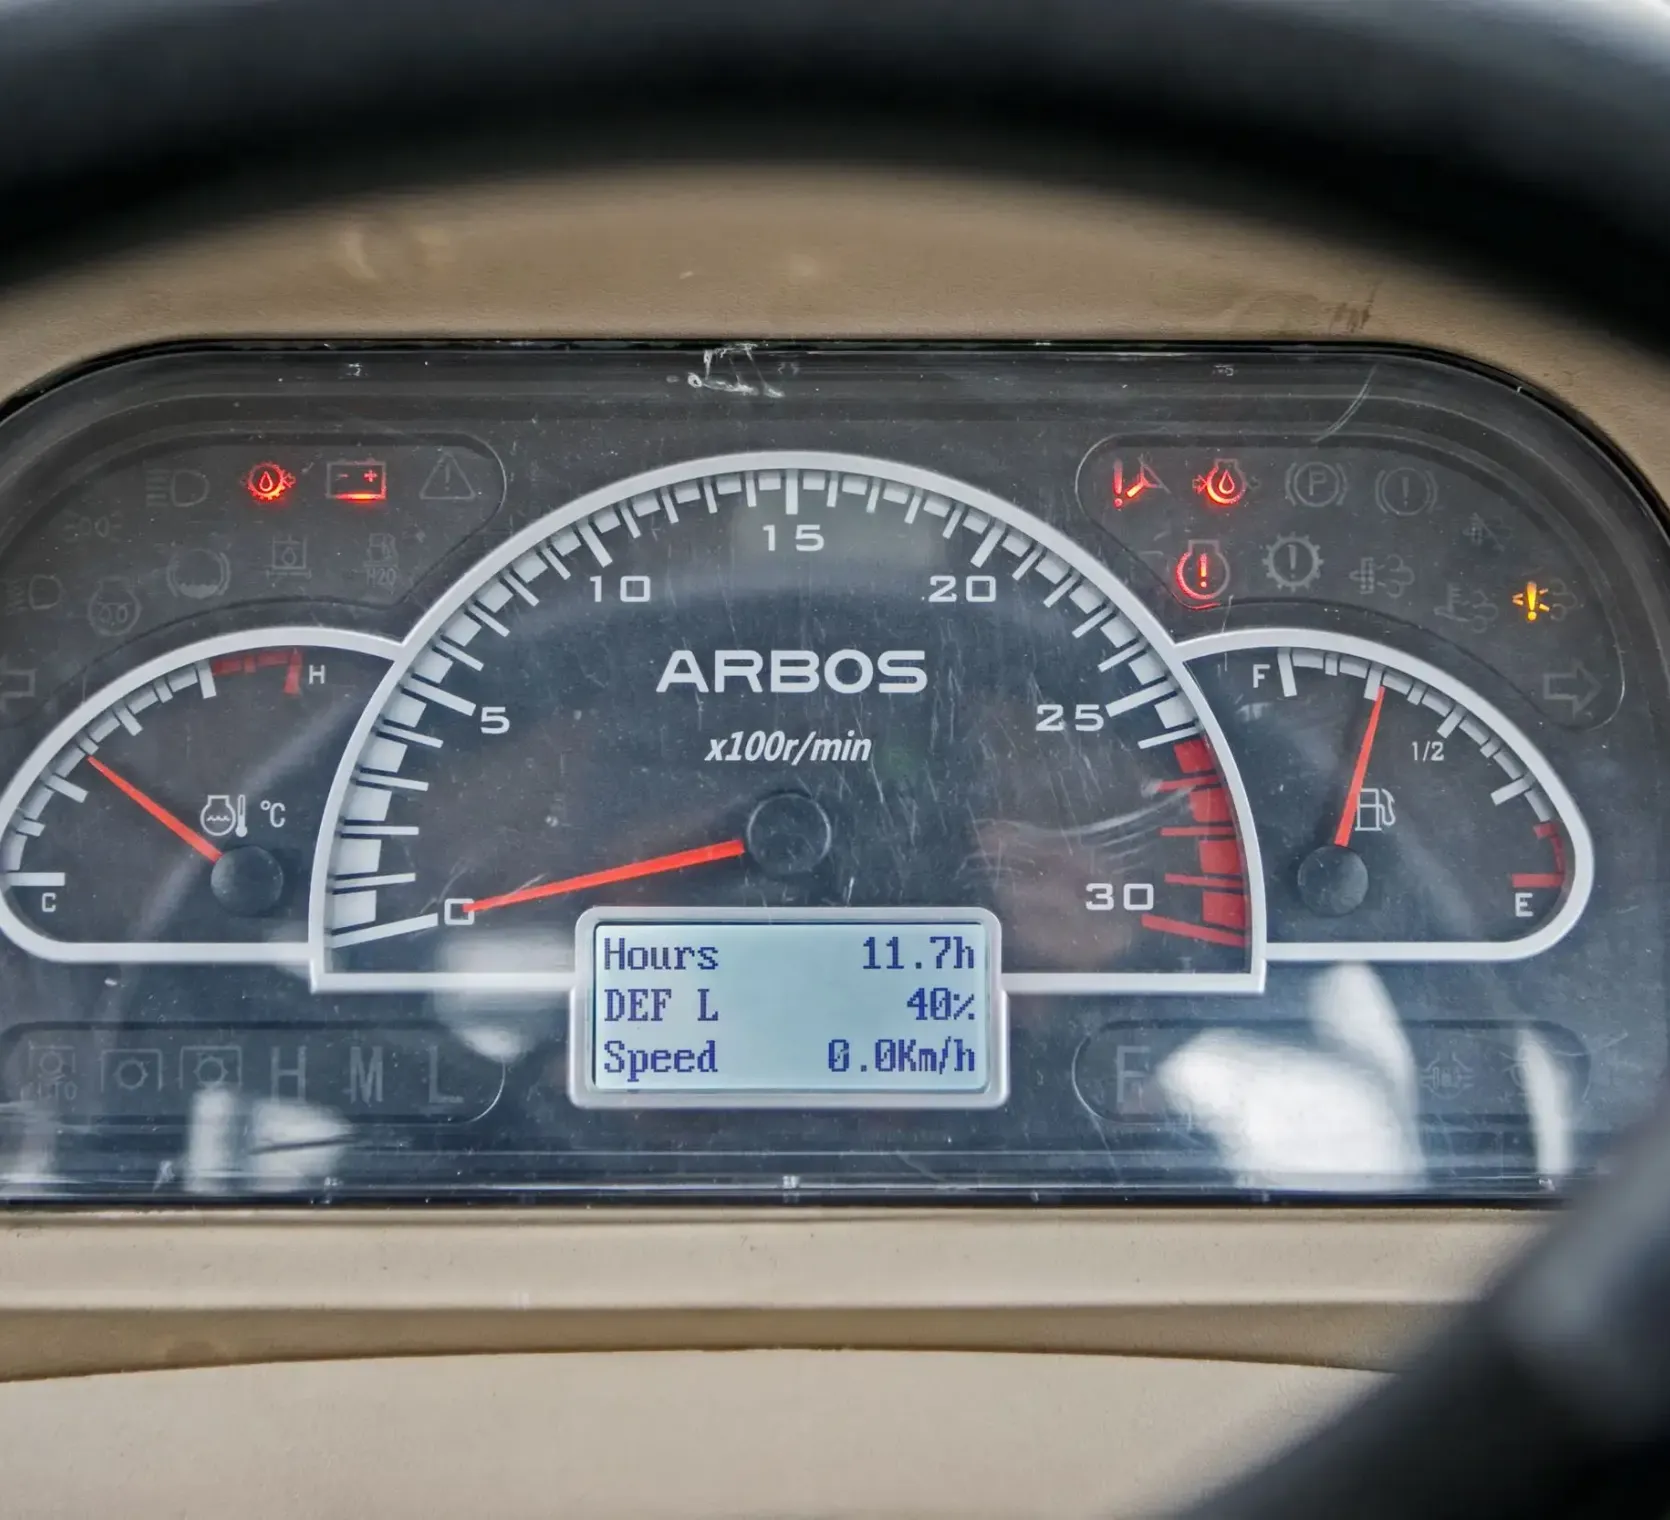 15
10 20
ARBOS
H F
5 25
x100r/min
1/2
°C
C 0 30 E
Hours 11.7h
DEF L 40%
Speed 0.0Km/h
H M L F
P
H2O